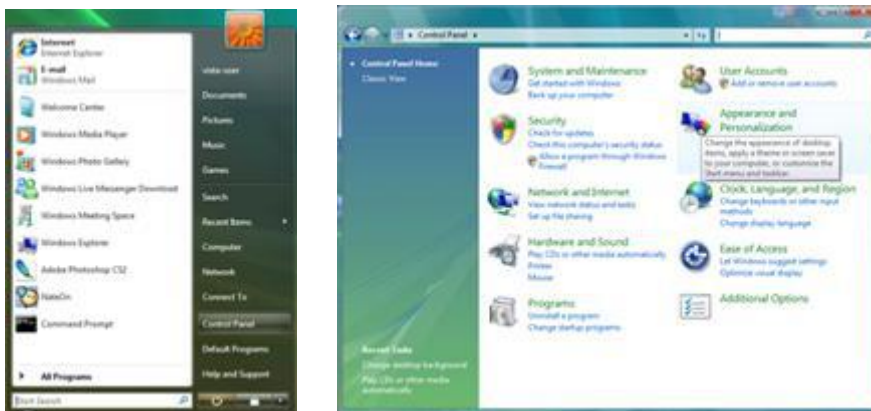 Internet
Internet Explorer
E-mail
Windows Mail
Welcome Center
Windows Media Player
Windows Photo Gallery
Windows Live Messenger Download
Windows Meeting Space
Windows Explorer
Adobe Photoshop CS2
NateOn
Command Prompt
All Programs
Start Search
vista user
Documents
Pictures
Music
Games
Search
Recent Items
Computer
Network
Connect To
Control Panel
Default Programs
Help and Support
Control Panel
Control Panel Home
Classic View
System and Maintenance
Get started with Windows
Back up your computer
Security
Check for updates
Check this computer's security status
Allow a program through Windows
Firewall
Network and Internet
View network status and tasks
Set up file sharing
Hardware and Sound
Play CDs or other media automatically
Printer
Mouse
Programs
Uninstall a program
Change startup programs
User Accounts
Add or remove user accounts
Appearance and
Personalization
Change the appearance of desktop
items, apply a theme or screen saver
to your computer, or customize the
Start menu and taskbar.
Clock, Language, and Region
Change keyboards or other input
methods
Change display language
Ease of Access
Let Windows suggest settings
Optimize visual display
Additional Options
Recent Tasks
Change desktop background
Play CDs or other media
automatically